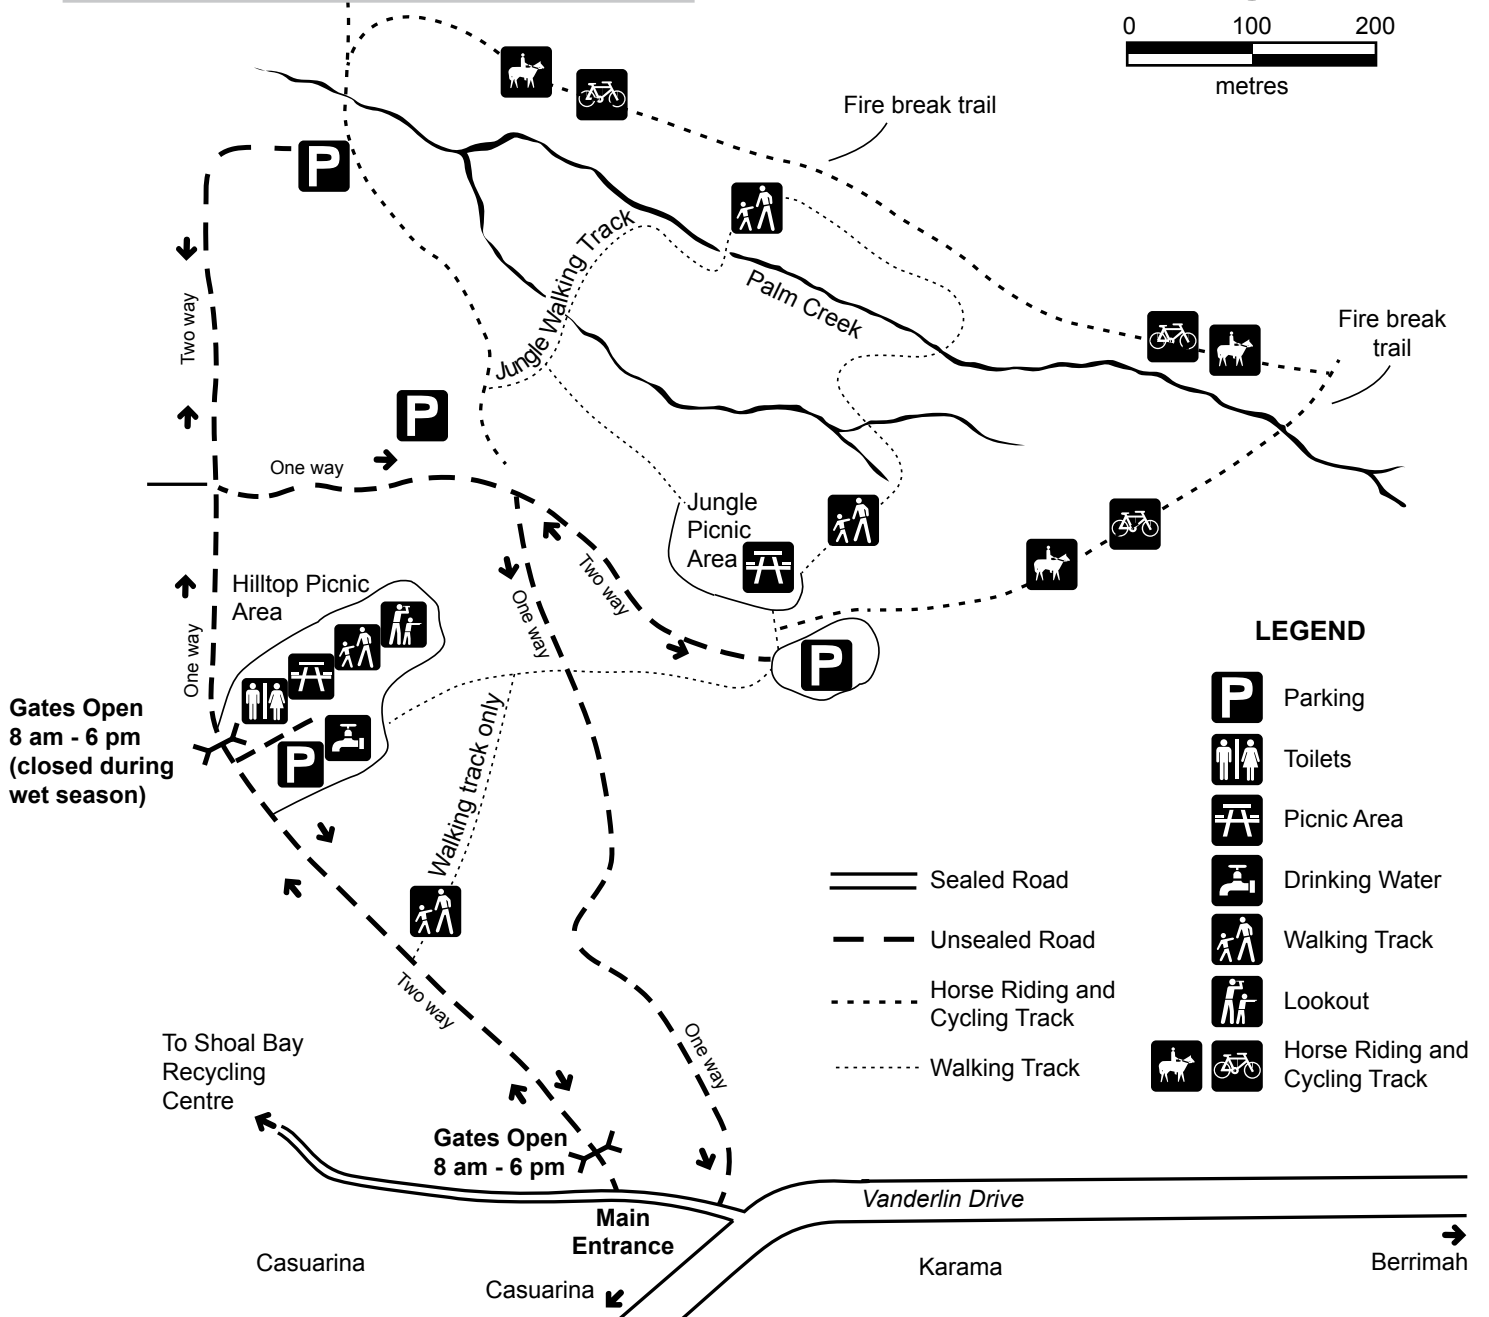 0 100 200
metres
Fire break trail
P
Jungle Walking Track
Palm Creek
Two way
Fire break
trail
P
One way
Jungle
Picnic
Area
Two way
One way
Hilltop Picnic
Area
One way
P
Gates Open
8 am - 6 pm
(closed during
wet season)
P
Walking track only
Two way
One way
LEGEND
P Parking
Toilets
Picnic Area
Drinking Water
Walking Track
Lookout
Horse Riding and
Cycling Track
Sealed Road
Unsealed Road
Horse Riding and
Cycling Track
Walking Track
To Shoal Bay
Recycling
Centre
Gates Open
8 am - 6 pm
Main
Entrance
Vanderlin Drive
Casuarina
Casuarina
Karama
Berrimah